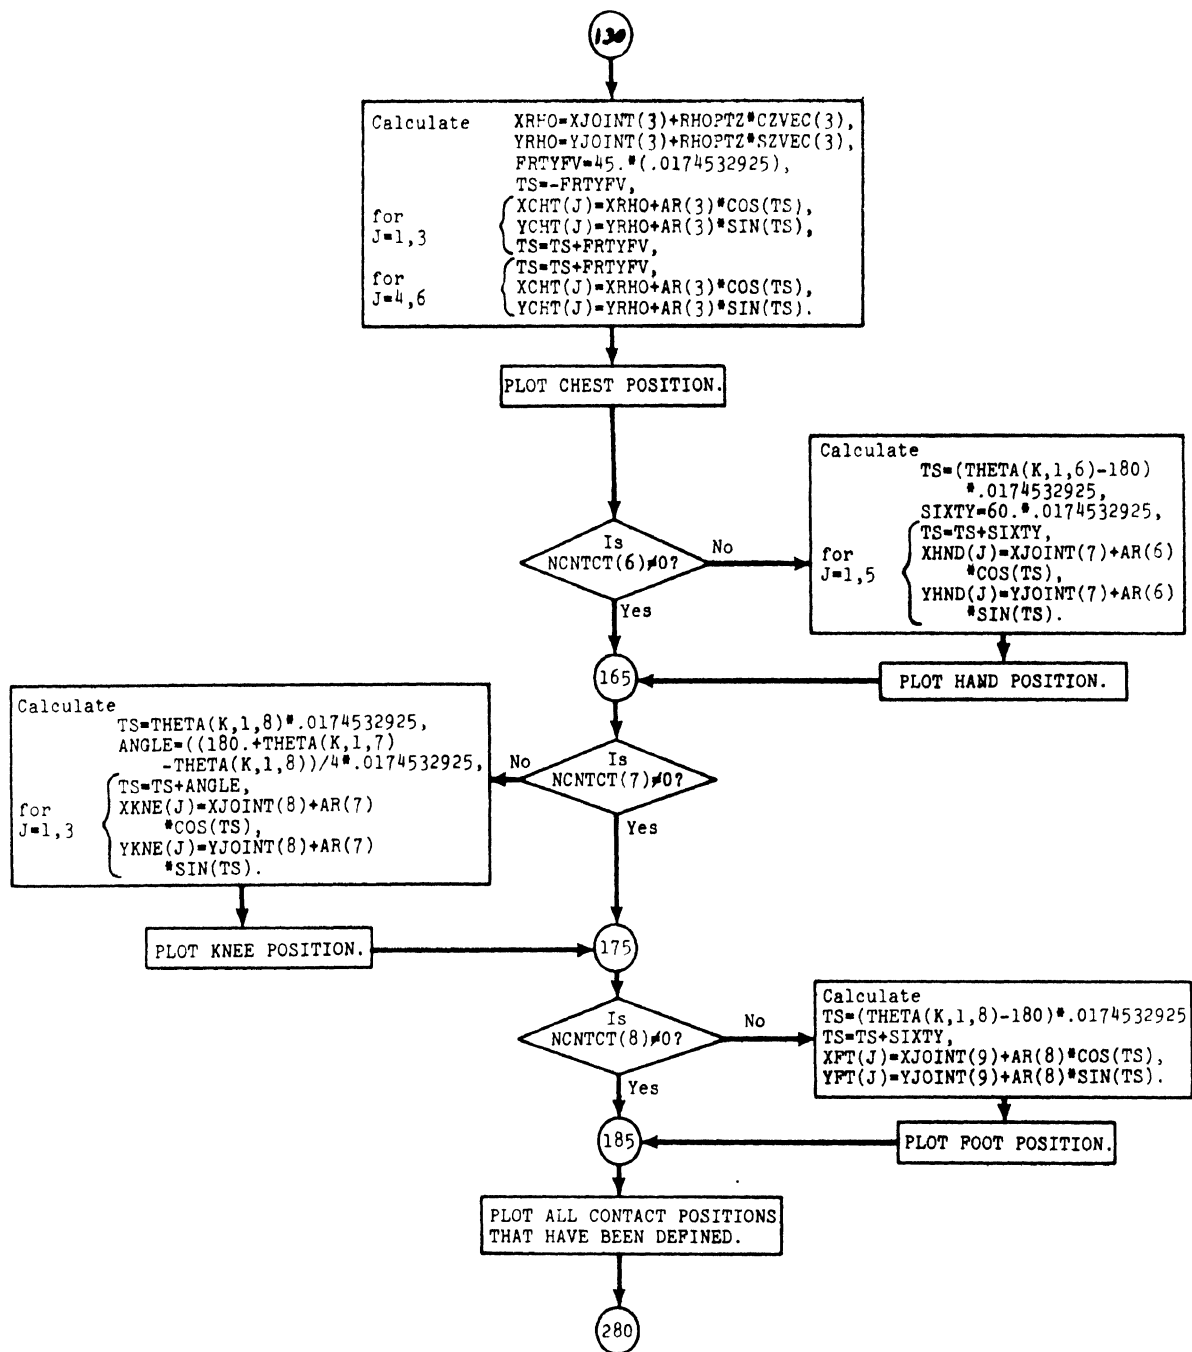 130
Calculate XRHO=XJOINT(3)+RHOPTZ*CZVEC(3),
YRHO=YJOINT(3)+RHOPTZ*SZVEC(3),
FRTYFV=45.*(.0174532925),
TS=-FRTYFV,
for J=1,3
XCHT(J)=XRHO+AR(3)*COS(TS),
YCHT(J)=YRHO+AR(3)*SIN(TS),
TS=TS+FRTYFV,
for J=4,6
TS=TS+FRTYFV,
XCHT(J)=XRHO+AR(3)*COS(TS),
YCHT(J)=YRHO+AR(3)*SIN(TS).
PLOT CHEST POSITION.
Is
NCNTCT(6)≠0?
No
Yes
Calculate
TS=(THETA(K,1,6)-180)
*.0174532925,
SIXTY=60.*.0174532925,
for J=1,5
TS=TS+SIXTY,
XHND(J)=XJOINT(7)+AR(6)
*COS(TS),
YHND(J)=YJOINT(7)+AR(6)
*SIN(TS).
PLOT HAND POSITION.
165
Is
NCNTCT(7)≠0?
No
Yes
Calculate
TS=THETA(K,1,8)*.0174532925,
ANGLE=((180.+THETA(K,1,7)
-THETA(K,1,8))/4*.0174532925,
for J=1,3
TS=TS+ANGLE,
XKNE(J)=XJOINT(8)+AR(7)
*COS(TS),
YKNE(J)=YJOINT(8)+AR(7)
*SIN(TS).
PLOT KNEE POSITION.
175
Is
NCNTCT(8)≠0?
No
Yes
Calculate
TS=(THETA(K,1,8)-180)*.0174532925
TS=TS+SIXTY,
XFT(J)=XJOINT(9)+AR(8)*COS(TS),
YFT(J)=YJOINT(9)+AR(8)*SIN(TS).
PLOT FOOT POSITION.
185
PLOT ALL CONTACT POSITIONS
THAT HAVE BEEN DEFINED.
280